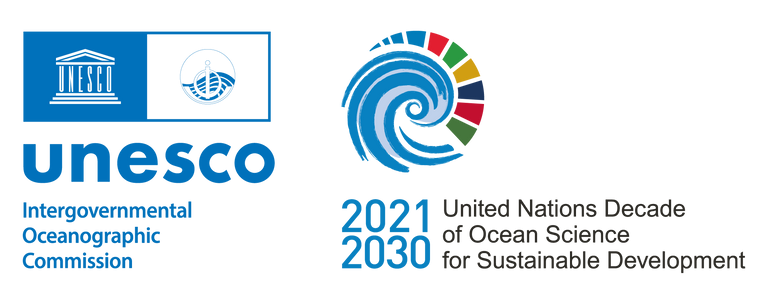 UNESCO
unesco
Intergovernmental
Oceanographic
Commission
2021
2030
United Nations Decade
of Ocean Science
for Sustainable Development